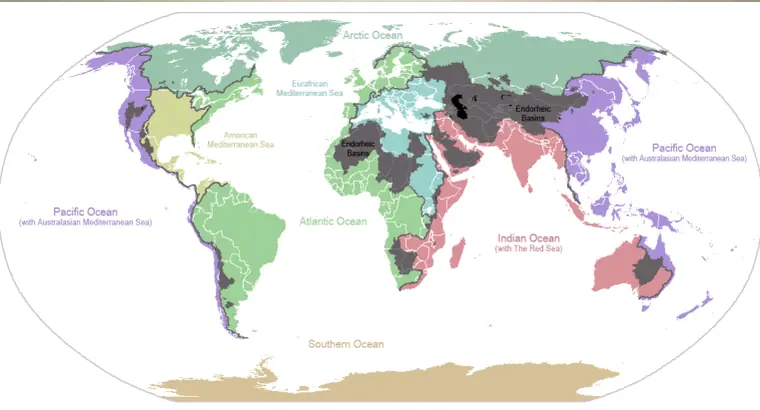 Arctic Ocean
Eurafrican
Mediterranean Sea
Endorheic
Basins
American
Mediterranean Sea
Endorheic
Basins
Pacific Ocean
(with Australasian Mediterranean Sea)
Pacific Ocean
(with Australasian Mediterranean Sea)
Atlantic Ocean
Indian Ocean
(with The Red Sea)
Southern Ocean